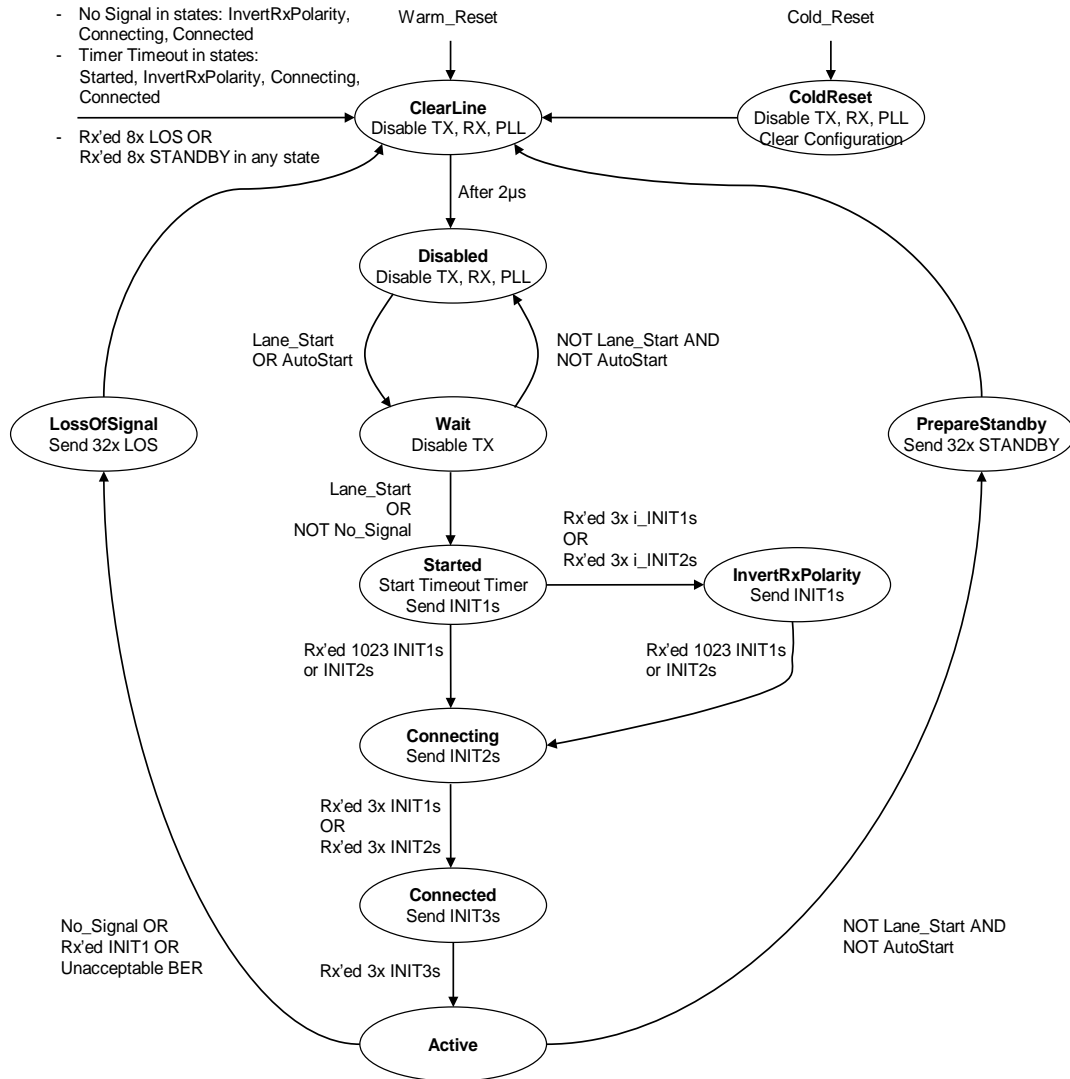 - No Signal in states: InvertRxPolarity,
Connecting, Connected
- Timer Timeout in states:
Started, InvertRxPolarity, Connecting,
Connected
- Rx'ed 8x LOS OR
Rx'ed 8x STANDBY in any state
Warm_Reset
Cold_Reset
ClearLine
Disable TX, RX, PLL
ColdReset
Disable TX, RX, PLL
Clear Configuration
After 2µs
Disabled
Disable TX, RX, PLL
Lane_Start
OR AutoStart
NOT Lane_Start AND
NOT AutoStart
LossOfSignal
Send 32x LOS
Wait
Disable TX
PrepareStandby
Send 32x STANDBY
Lane_Start
OR
NOT No_Signal
Rx'ed 3x i_INIT1s
OR
Rx'ed 3x i_INIT2s
Started
Start Timeout Timer
Send INIT1s
InvertRxPolarity
Send INIT1s
Rx'ed 1023 INIT1s
or INIT2s
Rx'ed 1023 INIT1s
or INIT2s
Connecting
Send INIT2s
Rx'ed 3x INIT1s
OR
Rx'ed 3x INIT2s
Connected
Send INIT3s
No_Signal OR
Rx'ed INIT1 OR
Unacceptable BER
NOT Lane_Start AND
NOT AutoStart
Rx'ed 3x INIT3s
Active